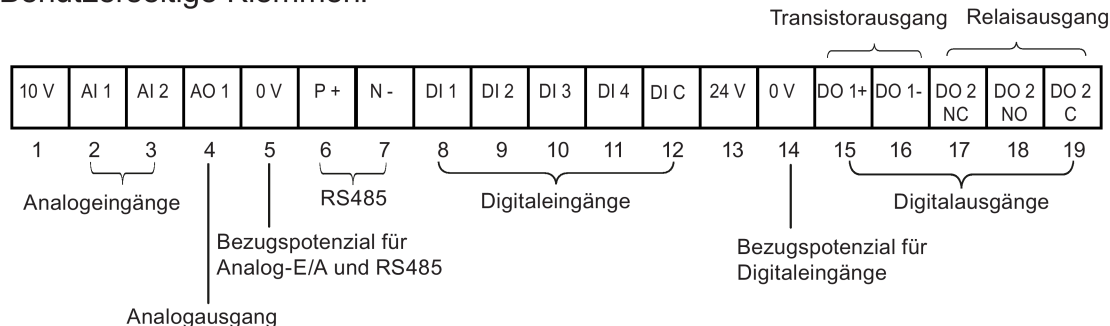 Benutzerseitige Klemmen:
Transistorausgang Relaisausgang
10 V AI 1 AI 2 AO 1 0 V P + N - DI 1 DI 2 DI 3 DI 4 DI C 24 V 0 V DO 1+ DO 1- DO 2 NC DO 2 NO DO 2 C
1 2 3 4 5 6 7 8 9 10 11 12 13 14 15 16 17 18 19
Analogeingänge RS485 Digitaleingänge Digitalausgänge
Bezugspotenzial für
Analog-E/A und RS485
Bezugspotenzial für
Digitaleingänge
Analogausgang